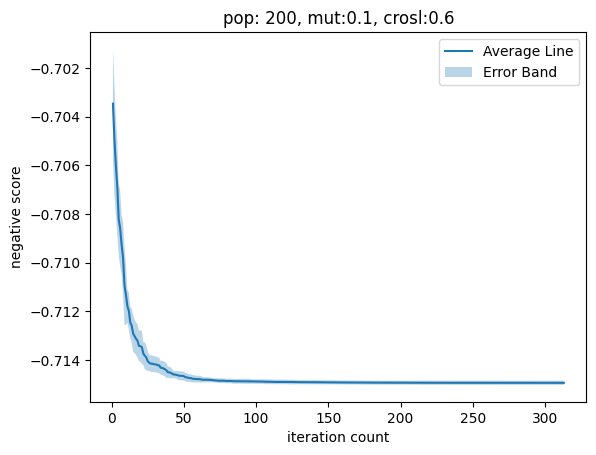 pop: 200, mut:0.1, crosl:0.6
Average Line
Error Band
−0.702
−0.704
−0.706
−0.708
−0.710
−0.712
−0.714
negative score
0
50
100
150
200
250
300
iteration count